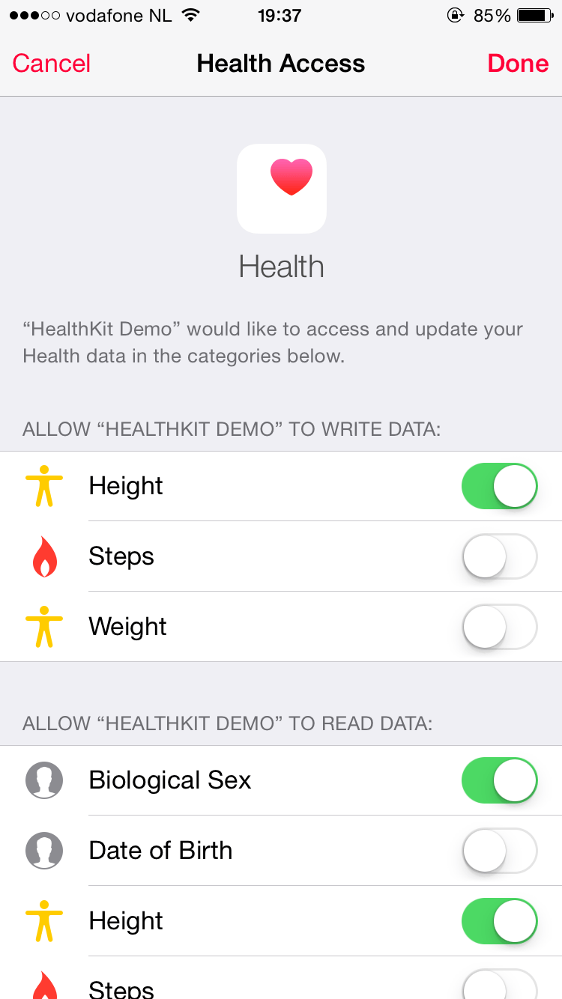 vodafone NL 19:37 85%
Cancel Health Access Done
Health
“HealthKit Demo” would like to access and update your
Health data in the categories below.
ALLOW “HEALTHKIT DEMO” TO WRITE DATA:
Height
Steps
Weight
ALLOW “HEALTHKIT DEMO” TO READ DATA:
Biological Sex
Date of Birth
Height
Steps